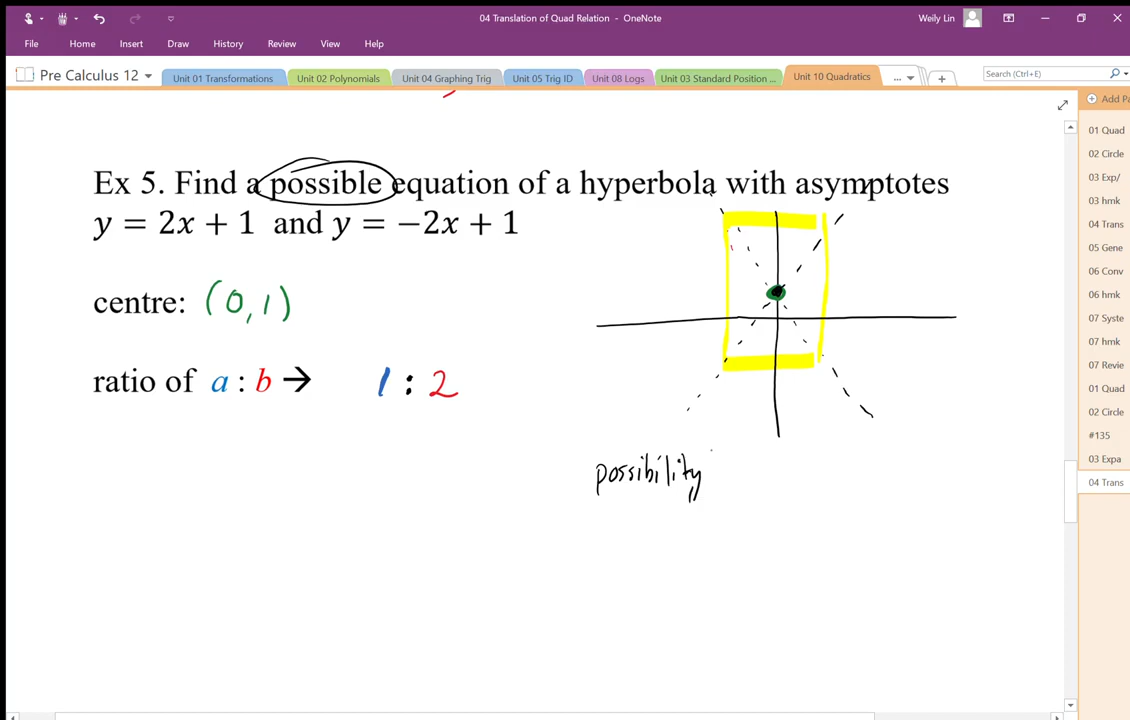 04 Translation of Quad Relation - OneNote
Weily Lin
File Home Insert Draw History Review View Help
Pre Calculus 12
Unit 01 Transformations
Unit 02 Polynomials
Unit 04 Graphing Trig
Unit 05 Trig ID
Unit 08 Logs
Unit 03 Standard Position ...
Unit 10 Quadratics
...
Search (Ctrl+E)
Add Pa
Ex 5. Find a possible equation of a hyperbola with asymptotes
y = 2x + 1 and y = −2x + 1
centre: (0,1)
ratio of a : b → 1 : 2
possibility
01 Quad
02 Circle
03 Exp/
03 hmk
04 Trans
05 Gene
06 Conv
06 hmk
07 Syste
07 hmk
07 Revie
01 Quad
02 Circle
#135
03 Expa
04 Trans